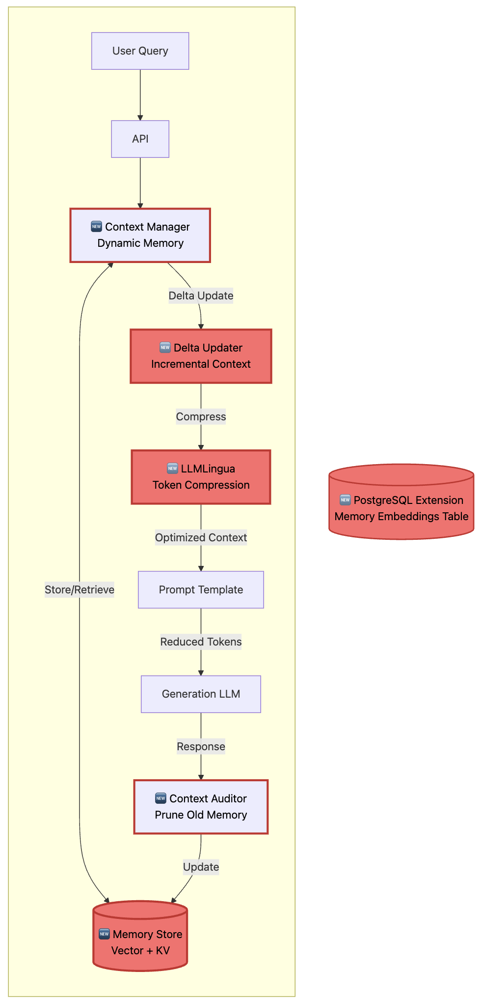 User Query
API
🆕 Context Manager
Dynamic Memory
Delta Update
🆕 Delta Updater
Incremental Context
Compress
🆕 LLMLingua
Token Compression
🆕 PostgreSQL Extension
Memory Embeddings Table
Optimized Context
Store/Retrieve
Prompt Template
Reduced Tokens
Generation LLM
Response
🆕 Context Auditor
Prune Old Memory
Update
🆕 Memory Store
Vector + KV